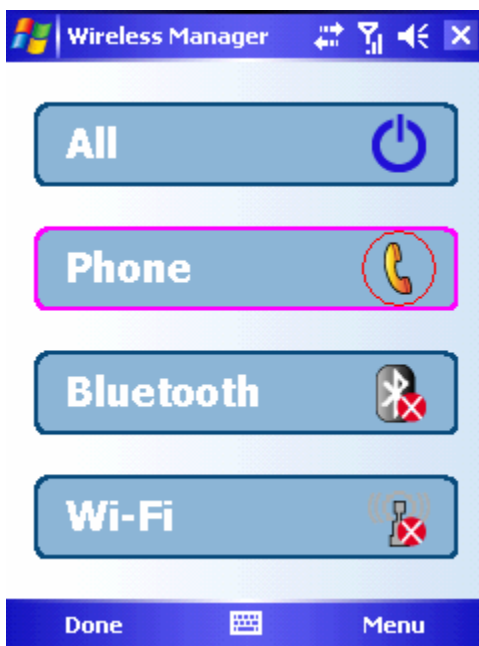 Wireless Manager
All
Phone
Bluetooth
Wi-Fi
Done Menu